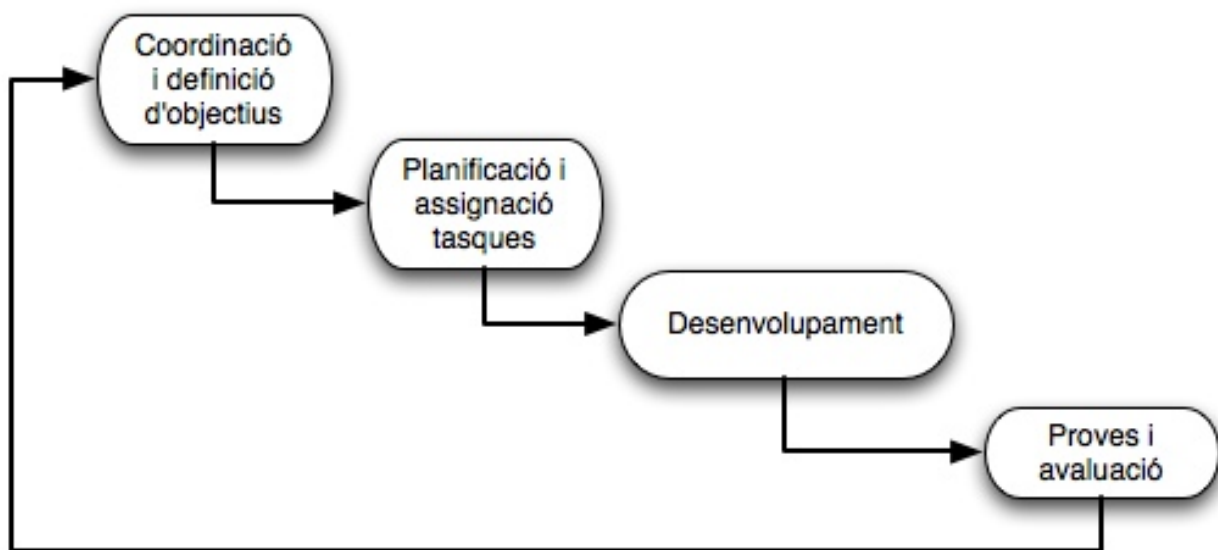 Coordinació
i definició
d'objectius
Planificació i
assignació
tasques
Desenvolupament
Proves i
avaluació